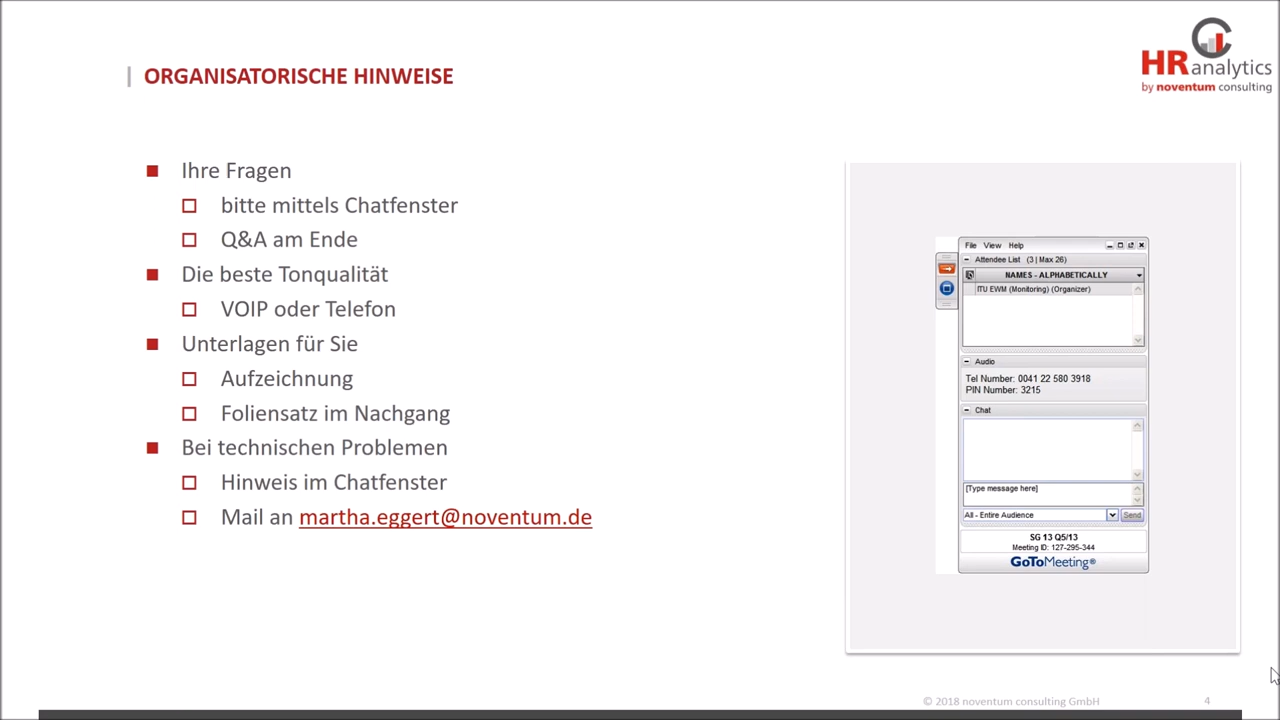 ORGANISATORISCHE HINWEISE
HR analytics
by noventum consulting
Ihre Fragen
bitte mittels Chatfenster
Q&A am Ende
Die beste Tonqualität
VOIP oder Telefon
Unterlagen für Sie
Aufzeichnung
Foliensatz im Nachgang
Bei technischen Problemen
Hinweis im Chatfenster
Mail an martha.eggert@noventum.de
File View Help
Attendee List (3 | Max 26)
NAMES - ALPHABETICALLY
ITU EWM (Monitoring) (Organizer)
Audio
Tel Number: 0041 22 580 3918
PIN Number: 3215
Chat
[Type message here]
All - Entire Audience Send
SG 13 Q5/13
Meeting ID: 127-295-344
GoToMeeting®
© 2018 noventum consulting GmbH 4